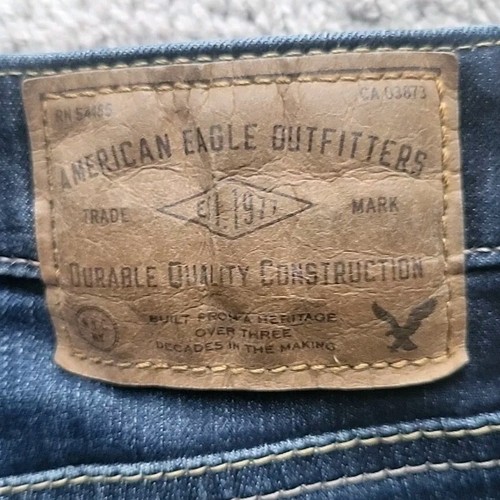 RN 54485 CA 03873
AMERICAN EAGLE OUTFITTERS
TRADE EST. 1977 MARK
DURABLE QUALITY CONSTRUCTION
BUILT FROM A HERITAGE
OVER THREE
DECADES IN THE MAKING